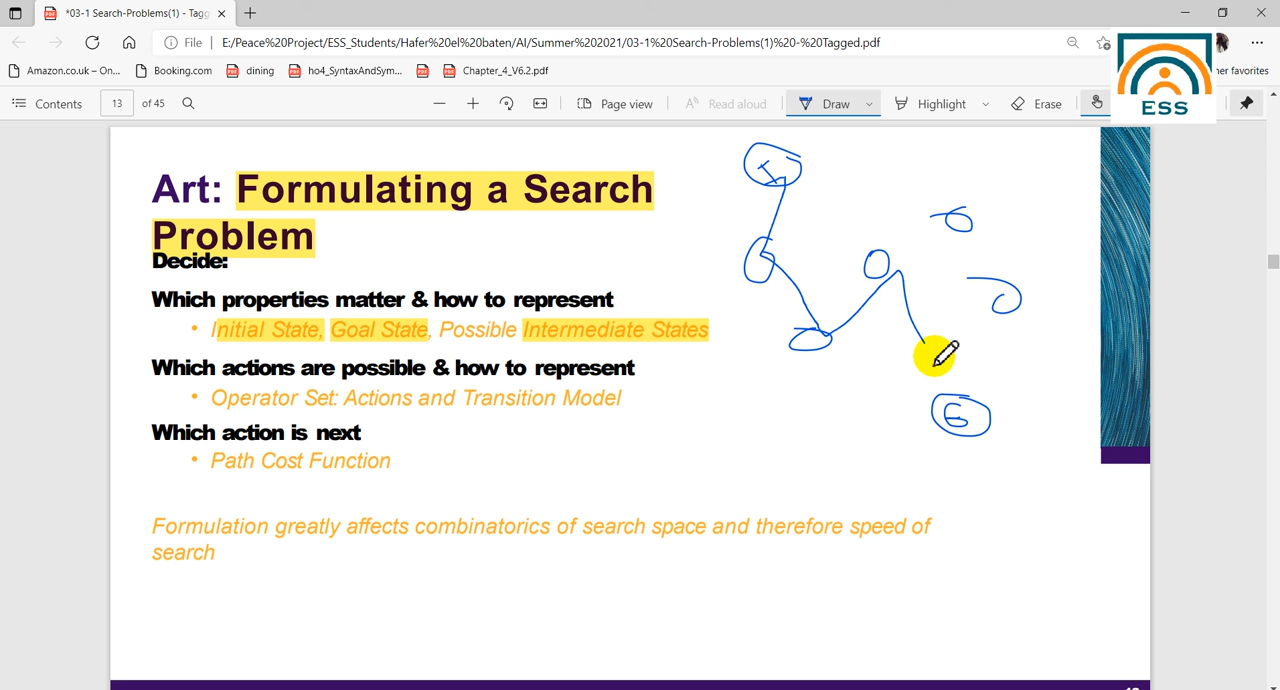 *03-1 Search-Problems(1) - Tagg
File
E:/Peace%20Project/ESS_Students/Hafer%20el%20baten/AI/Summer%202021/03-1%20Search-Problems(1)%20-%20Tagged.pdf
Amazon.co.uk – On...
Booking.com
dining
ho4_SyntaxAndSym...
Chapter_4_V6.2.pdf
her favorites
ESS
Contents
13
of 45
Page view
Read aloud
Draw
Highlight
Erase
Art: Formulating a Search
Problem
Decide:
Which properties matter & how to represent
• Initial State, Goal State, Possible Intermediate States
Which actions are possible & how to represent
• Operator Set: Actions and Transition Model
Which action is next
• Path Cost Function
Formulation greatly affects combinatorics of search space and therefore speed of
search
I
G